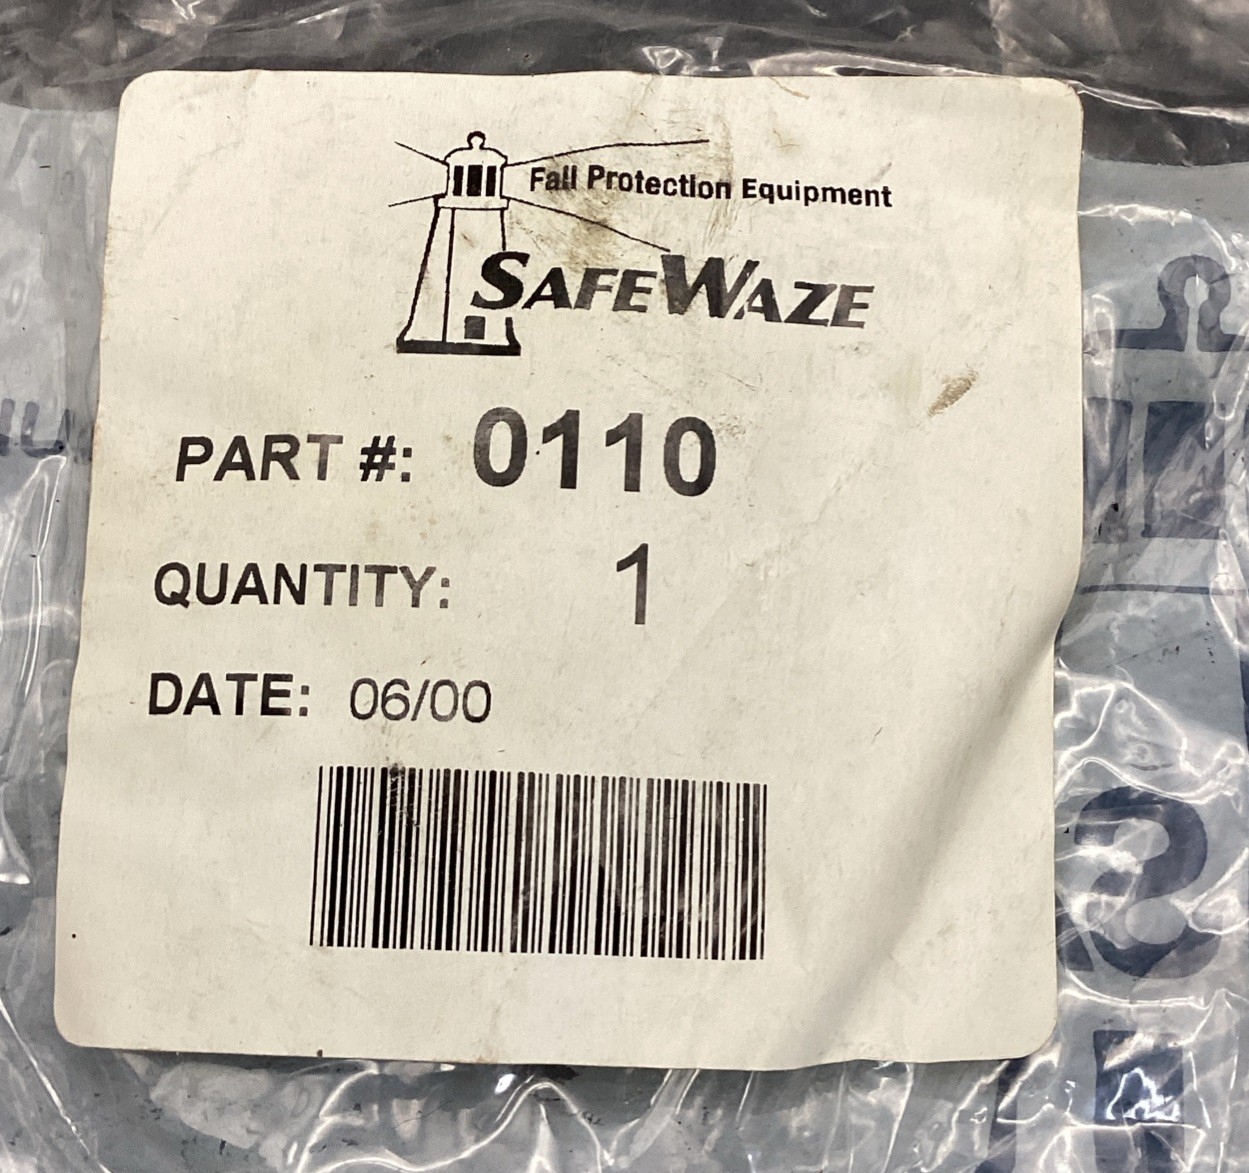 Fall Protection Equipment
SAFEWAZE
PART #: 0110
QUANTITY: 1
DATE: 06/00